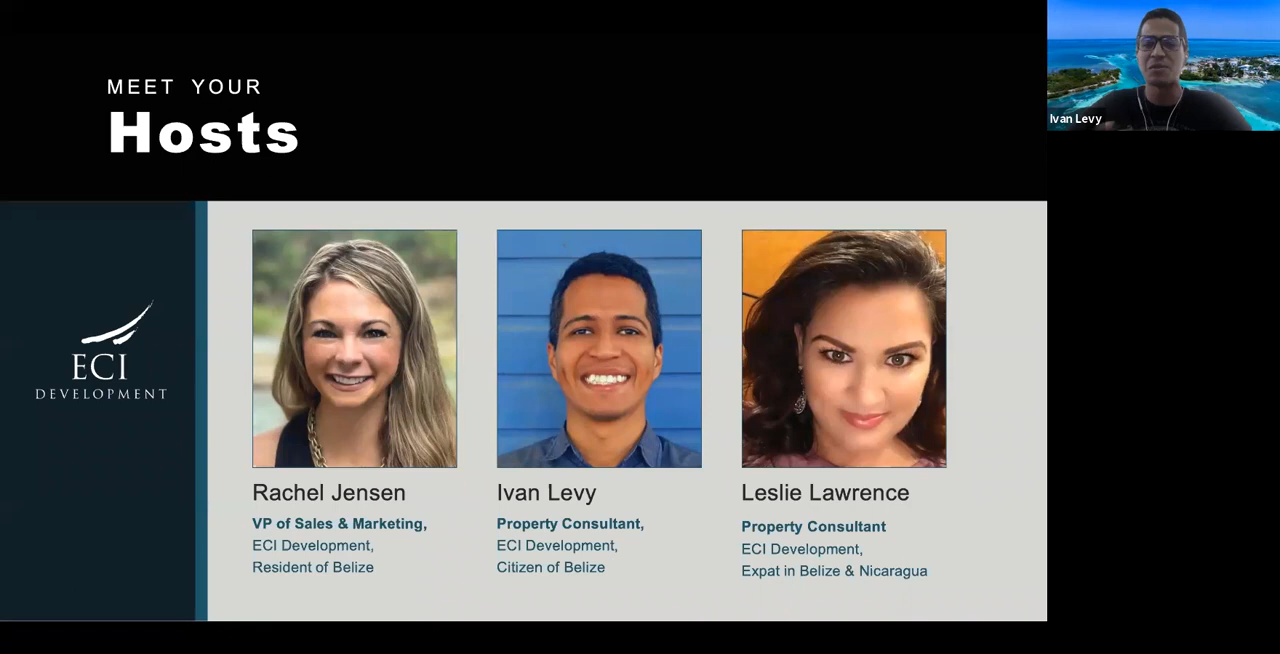 MEET YOUR
Hosts
Ivan Levy
ECI
DEVELOPMENT
Rachel Jensen
VP of Sales & Marketing,
ECI Development,
Resident of Belize
Ivan Levy
Property Consultant,
ECI Development,
Citizen of Belize
Leslie Lawrence
Property Consultant
ECI Development,
Expat in Belize & Nicaragua